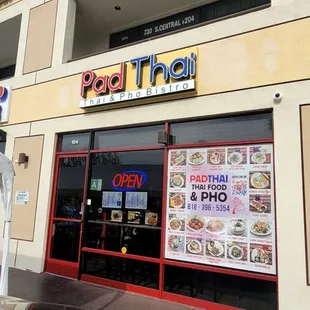 730 S.CENTRAL #204
Pad Thai
Thai & Pho Bistro
104
OPEN
A
PADTHAI
THAI FOOD
& PHO
818 - 396 - 5354